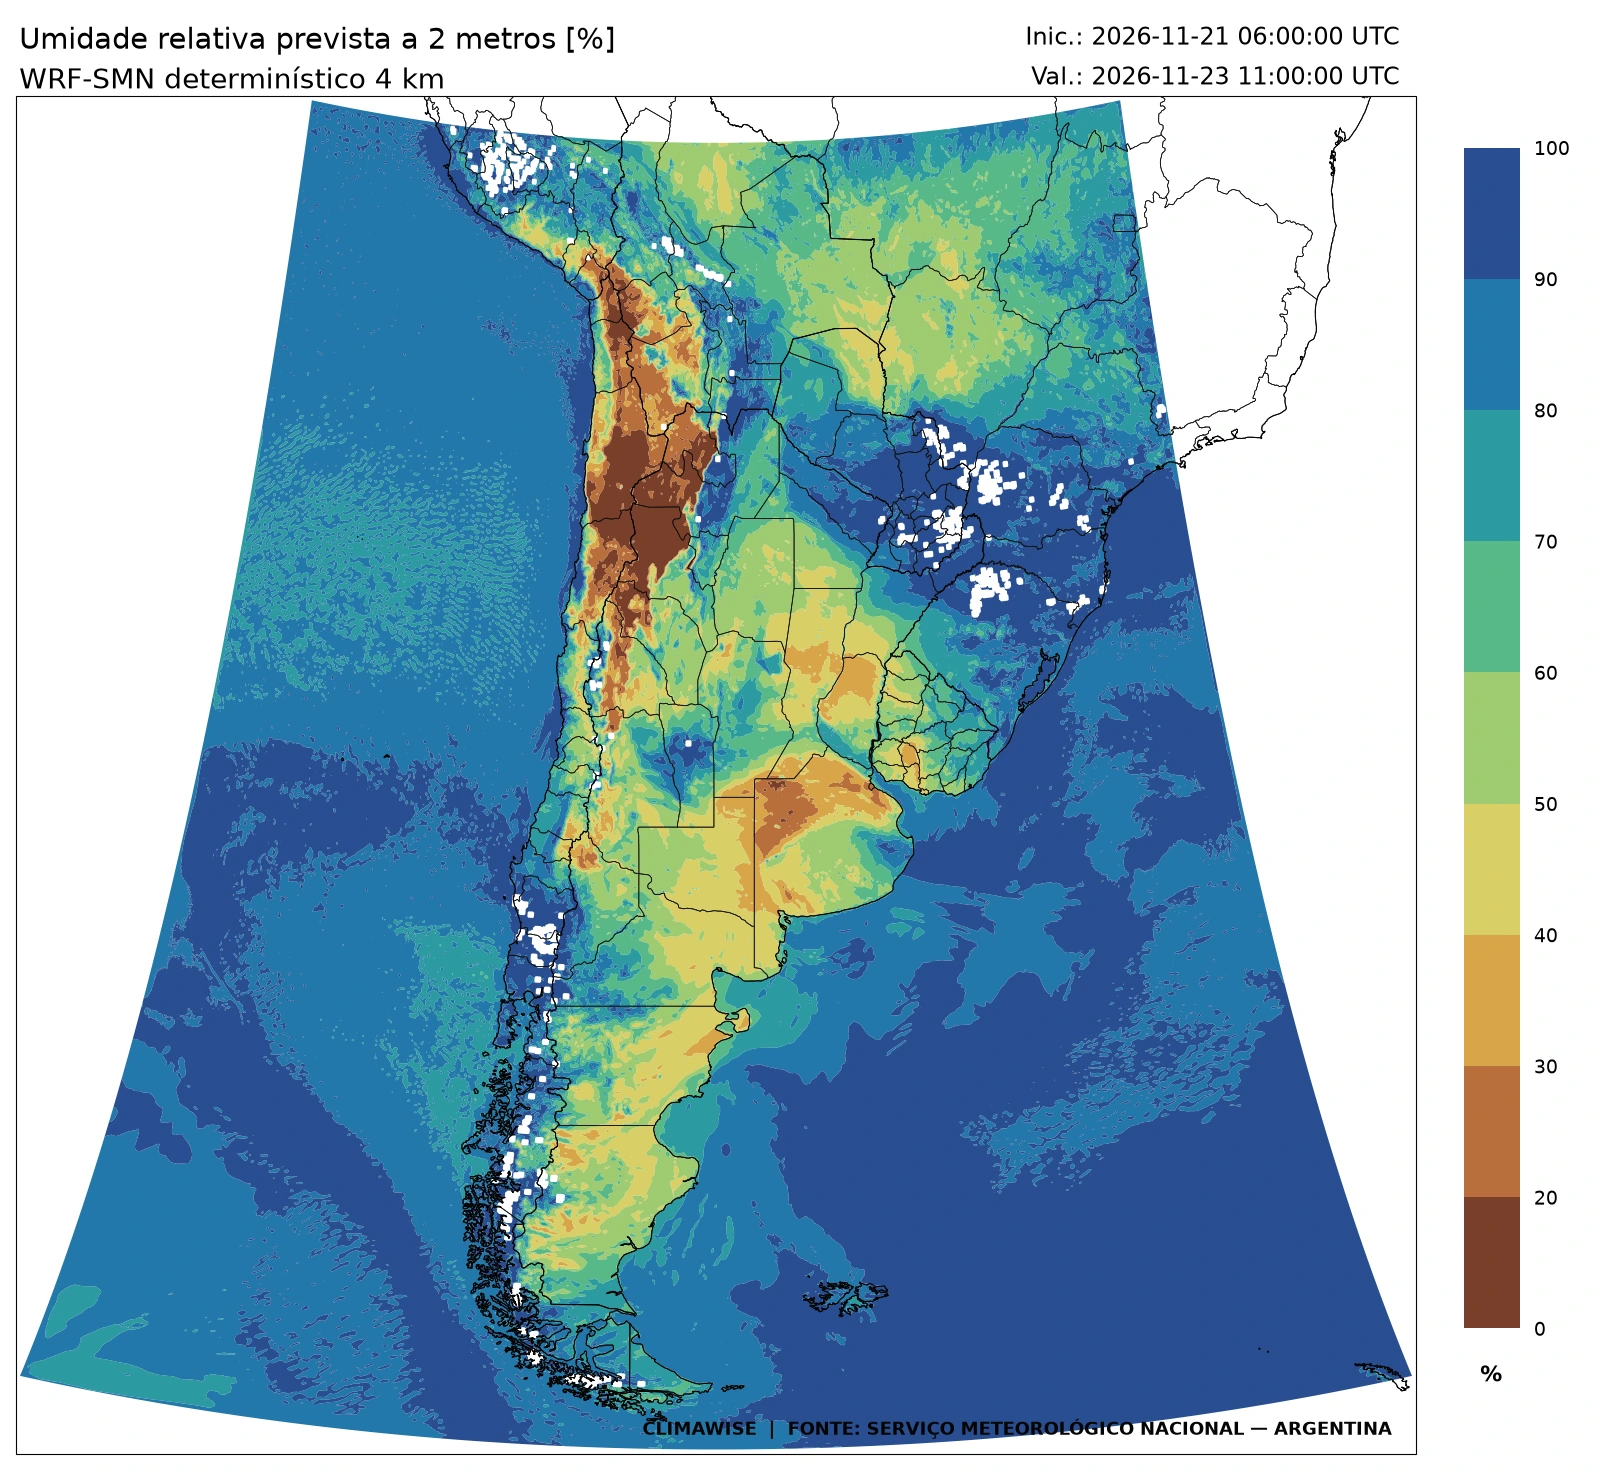 Umidade relativa prevista a 2 metros [%]
WRF-SMN determinístico 4 km
Inic.: 2026-11-21 06:00:00 UTC
Val.: 2026-11-23 11:00:00 UTC
100
90
80
70
60
50
40
30
20
0
%
CLIMAWISE | FONTE: SERVIÇO METEOROLÓGICO NACIONAL — ARGENTINA